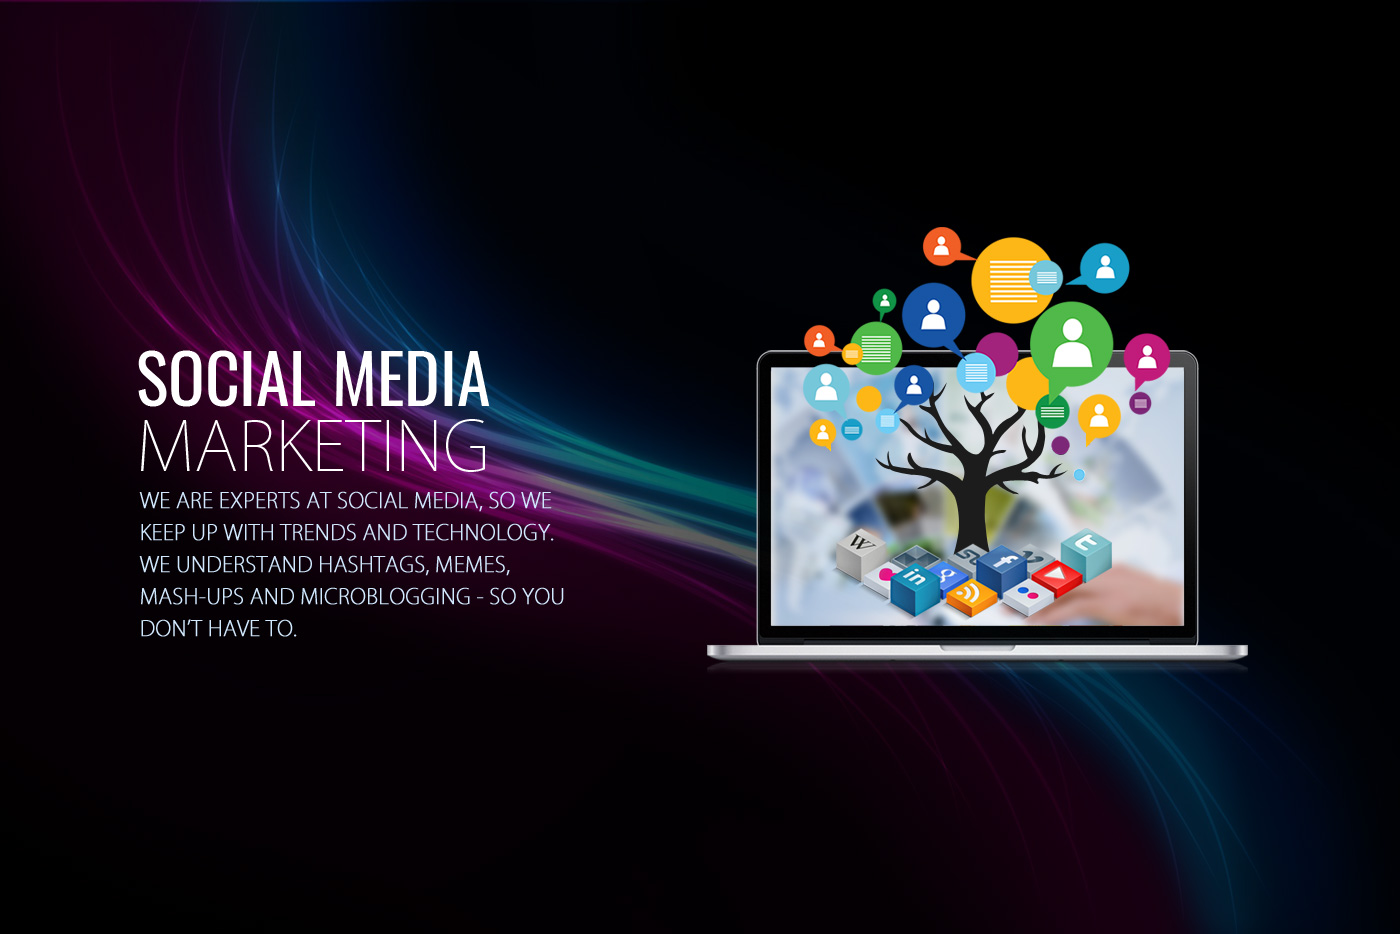 SOCIAL MEDIA
MARKETING
WE ARE EXPERTS AT SOCIAL MEDIA, SO WE
KEEP UP WITH TRENDS AND TECHNOLOGY.
WE UNDERSTAND HASHTAGS, MEMES,
MASH-UPS AND MICROBLOGGING - SO YOU
DON'T HAVE TO.
W
in
f
t